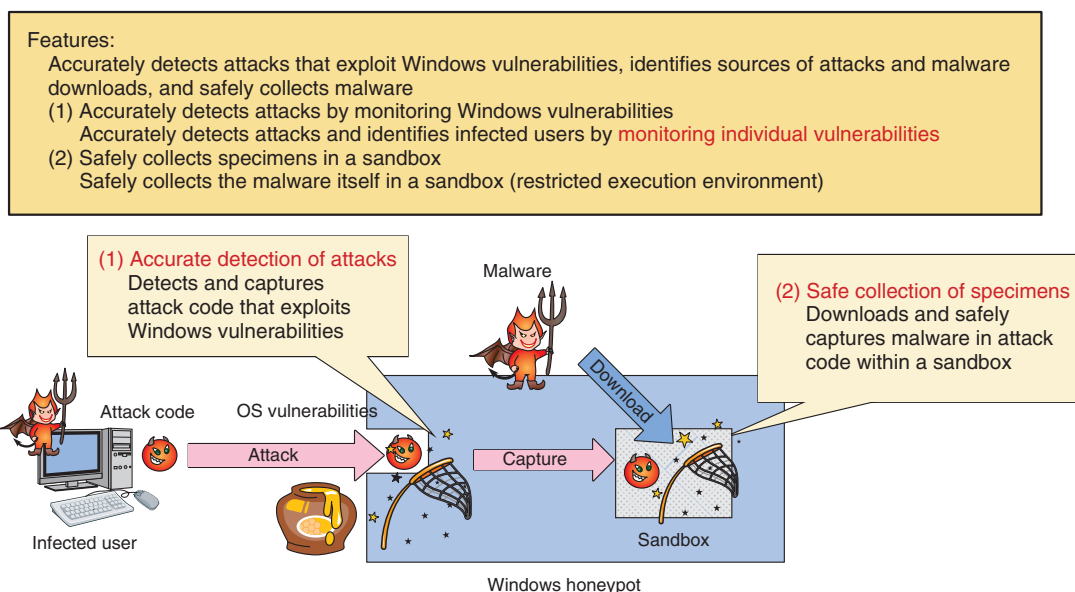 Features:
Accurately detects attacks that exploit Windows vulnerabilities, identifies sources of attacks and malware
downloads, and safely collects malware
(1) Accurately detects attacks by monitoring Windows vulnerabilities
Accurately detects attacks and identifies infected users by monitoring individual vulnerabilities
(2) Safely collects specimens in a sandbox
Safely collects the malware itself in a sandbox (restricted execution environment)
(1) Accurate detection of attacks
Detects and captures
attack code that exploits
Windows vulnerabilities
Malware
(2) Safe collection of specimens
Downloads and safely
captures malware in attack
code within a sandbox
Download
Attack code
OS vulnerabilities
Attack
Capture
Infected user
Sandbox
Windows honeypot